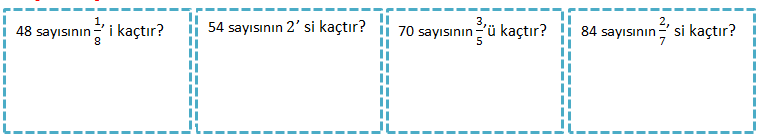 48 sayısının 1/8’ i kaçtır?
54 sayısının 2’ si kaçtır?
70 sayısının 3/5’ü kaçtır?
84 sayısının 2/7’ si kaçtır?